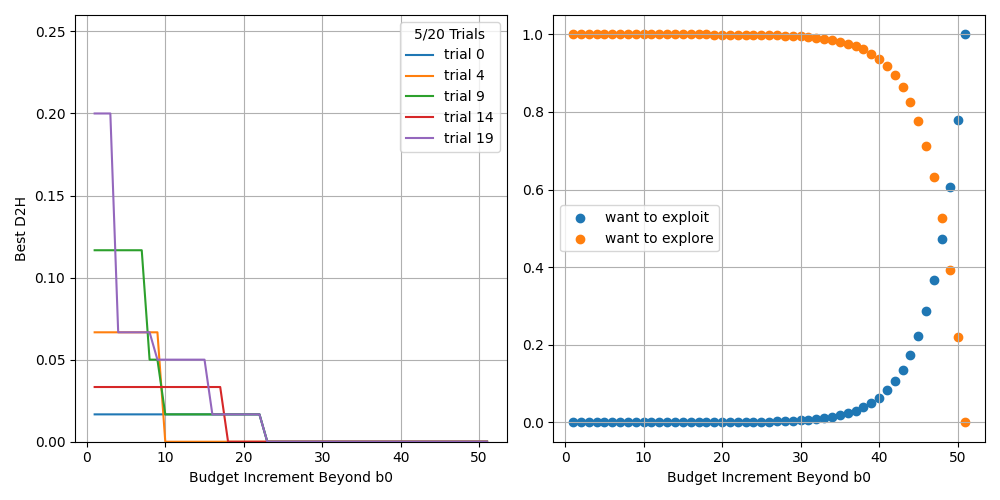 0.25
0.20
0.15
0.10
0.05
0.00
Best D2H
0 10 20 30 40 50
Budget Increment Beyond b0
5/20 Trials
trial 0
trial 4
trial 9
trial 14
trial 19
1.0
0.8
0.6
0.4
0.2
0.0
want to exploit
want to explore
0 10 20 30 40 50
Budget Increment Beyond b0